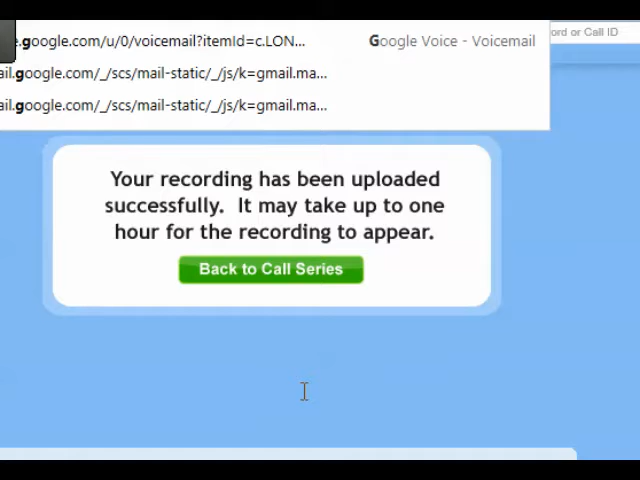 e.google.com/u/0/voicemail?itemId=c.LON... Google Voice - Voicemail
ord or Call ID
ail.google.com/_/scs/mail-static/_/js/k=gmail.ma...
ail.google.com/_/scs/mail-static/_/js/k=gmail.ma...
Your recording has been uploaded
successfully. It may take up to one
hour for the recording to appear.
Back to Call Series